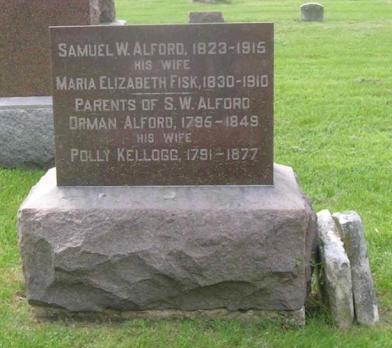 SAMUEL W. ALFORD, 1823-1915
HIS WIFE
MARIA ELIZABETH FISK, 1830-1910
PARENTS OF S.W. ALFORD
ORMAN ALFORD, 1795-1849
HIS WIFE
POLLY KELLOGG, 1791-1877